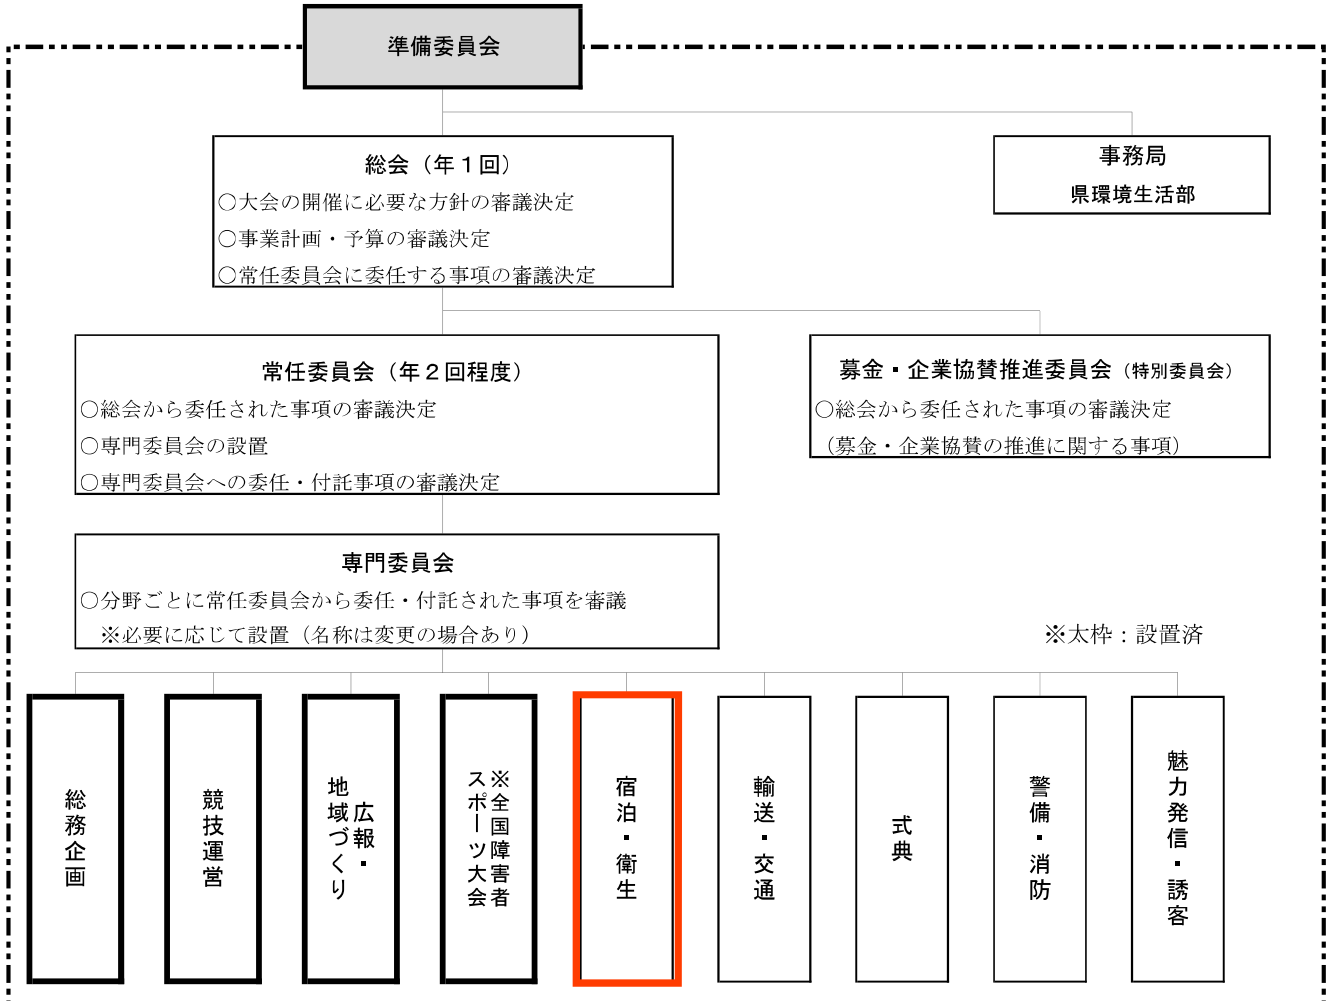 準備委員会
総会（年１回）
○大会の開催に必要な方針の審議決定
○事業計画・予算の審議決定
○常任委員会に委任する事項の審議決定
事務局
県環境生活部
常任委員会（年２回程度）
○総会から委任された事項の審議決定
○専門委員会の設置
○専門委員会への委任・付託事項の審議決定
募金・企業協賛推進委員会（特別委員会）
○総会から委任された事項の審議決定
（募金・企業協賛の推進に関する事項）
専門委員会
○分野ごとに常任委員会から委任・付託された事項を審議
※必要に応じて設置（名称は変更の場合あり）
※太枠：設置済
総務企画
競技運営
広報・
地域づくり
※全国障害者
スポーツ大会
宿泊・衛生
輸送・交通
式典
警備・消防
魅力発信・誘客